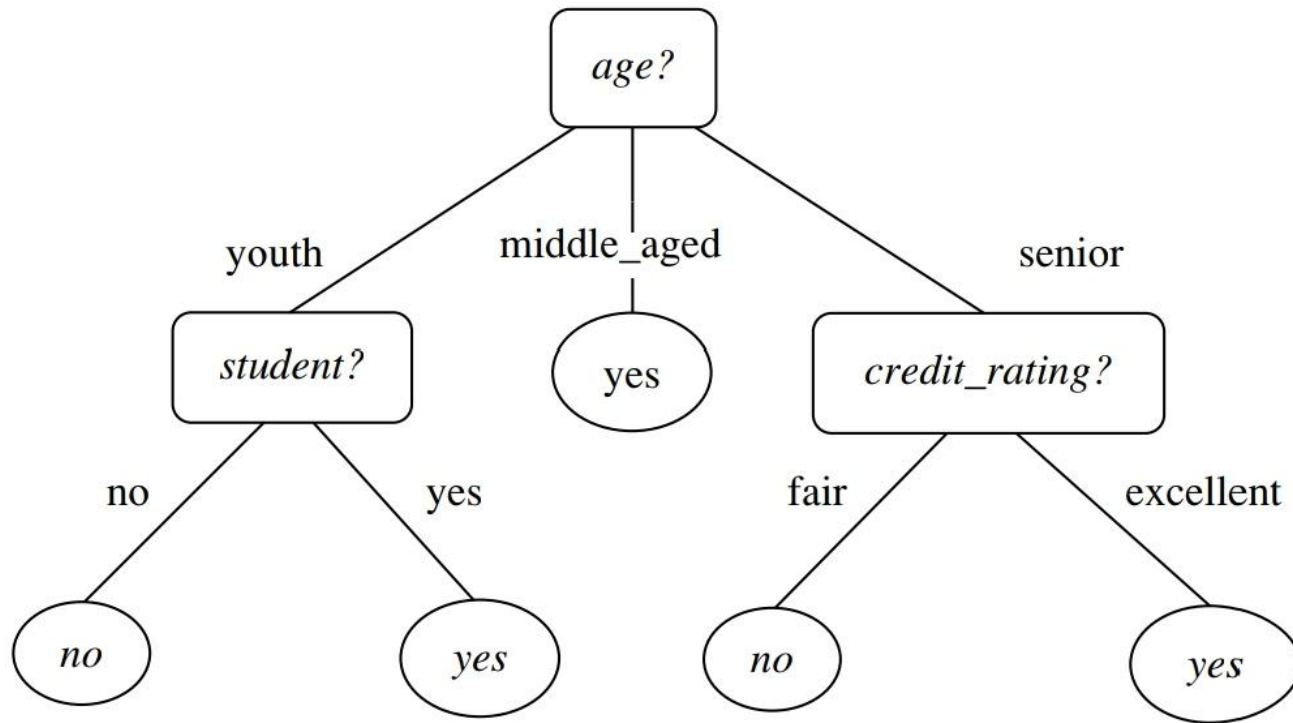 age?
youth
middle_aged
senior
student?
yes
credit_rating?
no
yes
fair
excellent
no
yes
no
yes